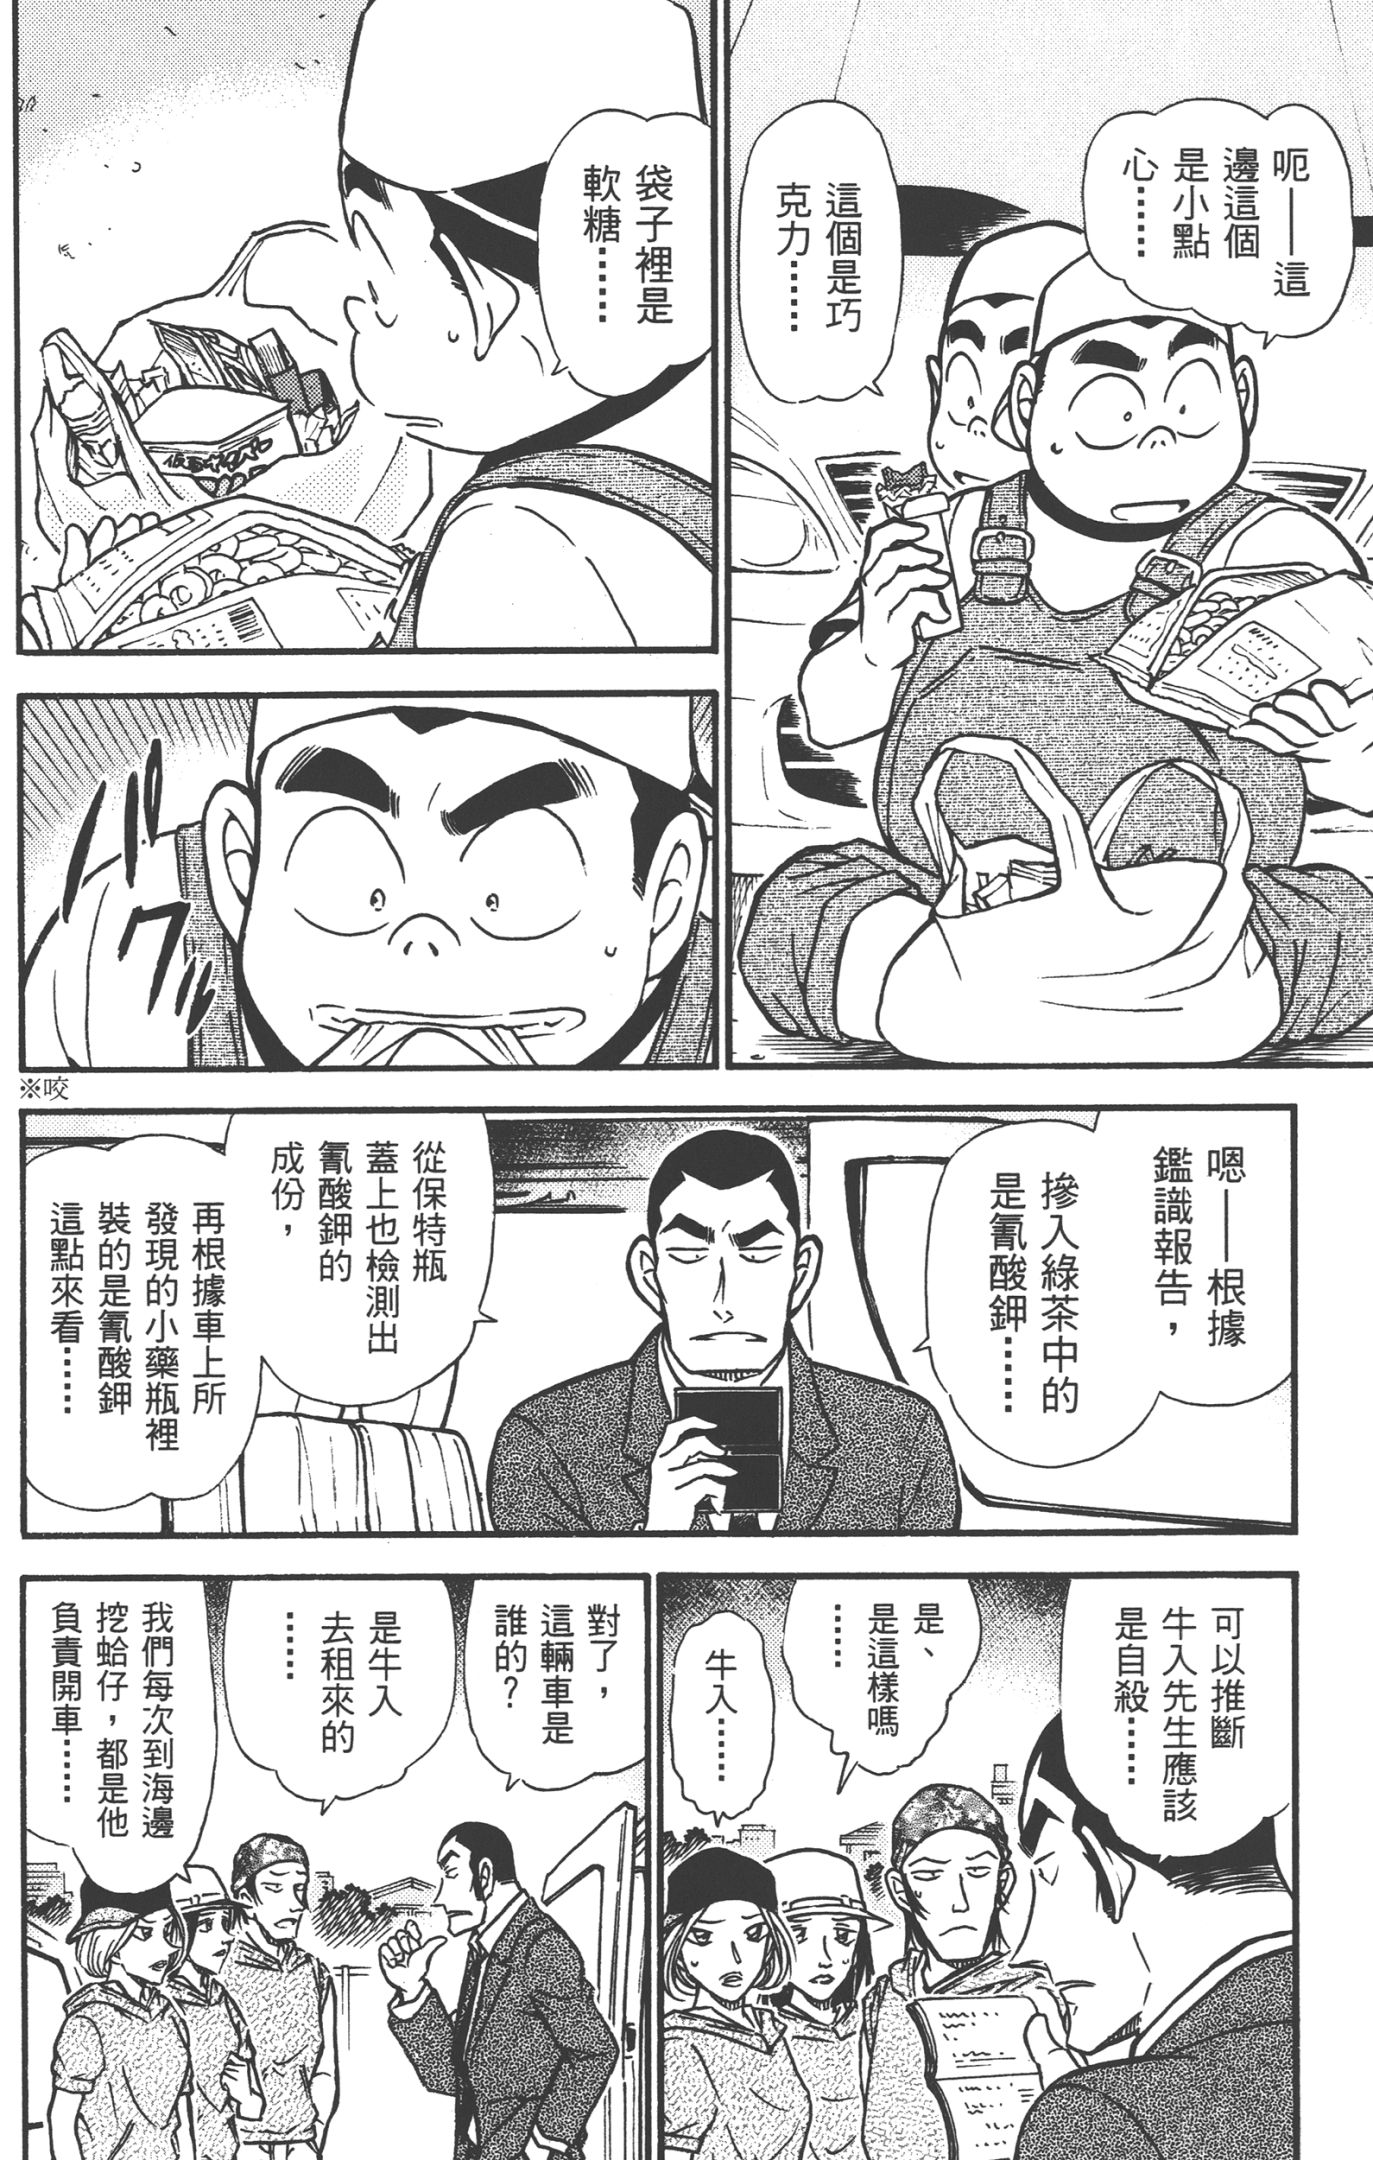 呃——這
邊這個
是小點
心……
這個是巧
克力……
袋子裡是
軟糖……
※咬
嗯——根據
鑑識報告，
摻入綠茶中的
是氰酸鉀……
從保特瓶
蓋上也檢測出
氰酸鉀的
成份，
再根據車上所
發現的小藥瓶裡
裝的是氰酸鉀
這點來看……
可以推斷
牛入先生應該
是自殺……
是、
是這樣嗎
……
牛入……
對了，
這輛車是
誰的？
是牛入
去租來的
……
我們每次到海邊
挖蛤仔，都是他
負責開車……